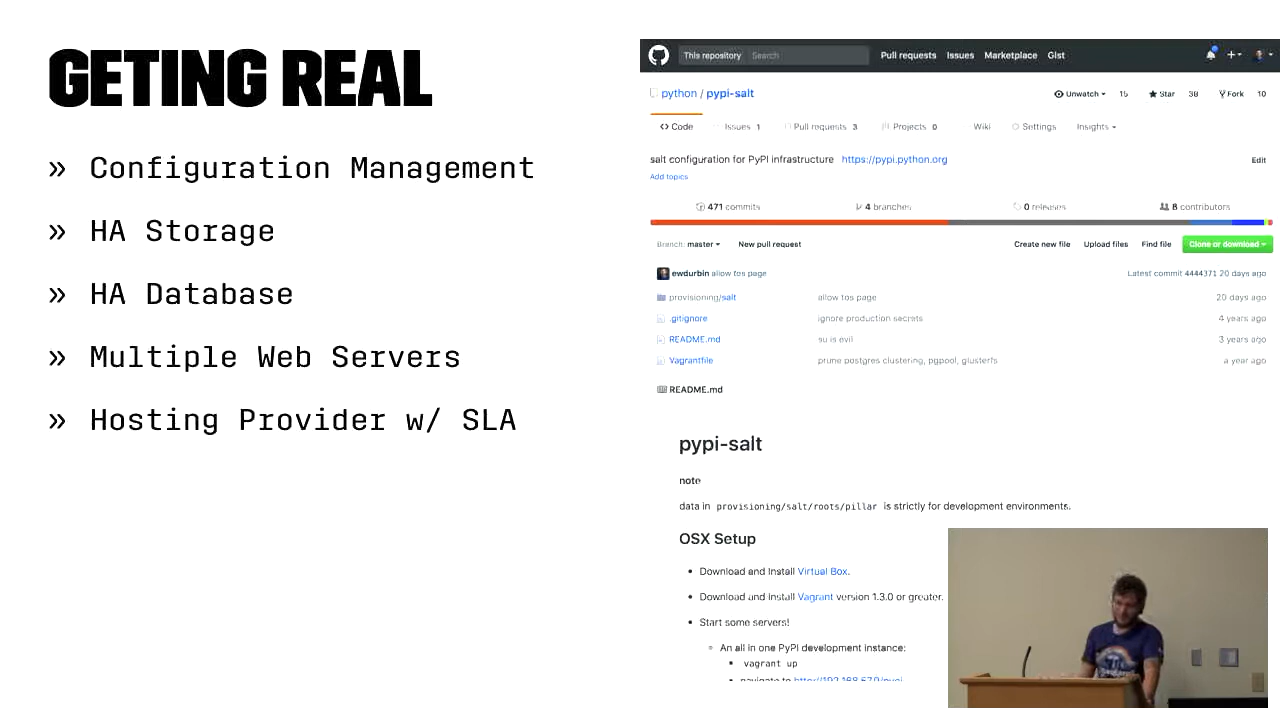 GETING REAL
» Configuration Management
» HA Storage
» HA Database
» Multiple Web Servers
» Hosting Provider w/ SLA
This repository Search Pull requests Issues Marketplace Gist
python / pypi-salt Unwatch 15 Star 38 Fork 10
Code Issues 1 Pull requests 3 Projects 0 Wiki Settings Insights
salt configuration for PyPI infrastructure https://pypi.python.org Edit
Add topics
471 commits 4 branches 0 releases 8 contributors
Branch: master New pull request Create new file Upload files Find file Clone or download
ewdurbin allow tos page Latest commit 4444371 20 days ago
provisioning/salt allow tos page 20 days ago
.gitignore ignore production secrets 4 years ago
README.md su is evil 3 years ago
Vagrantfile prime postgres clustering, pgpool, glusterfs a year ago
README.md
pypi-salt
note
data in provisioning/salt/roots/pillar is strictly for development environments.
OSX Setup
• Download and Install Virtual Box.
• Download and Install Vagrant version 1.3.0 or greater.
• Start some servers!
◦ An all in one PyPI development instance:
▪ vagrant up
▪ navigate to